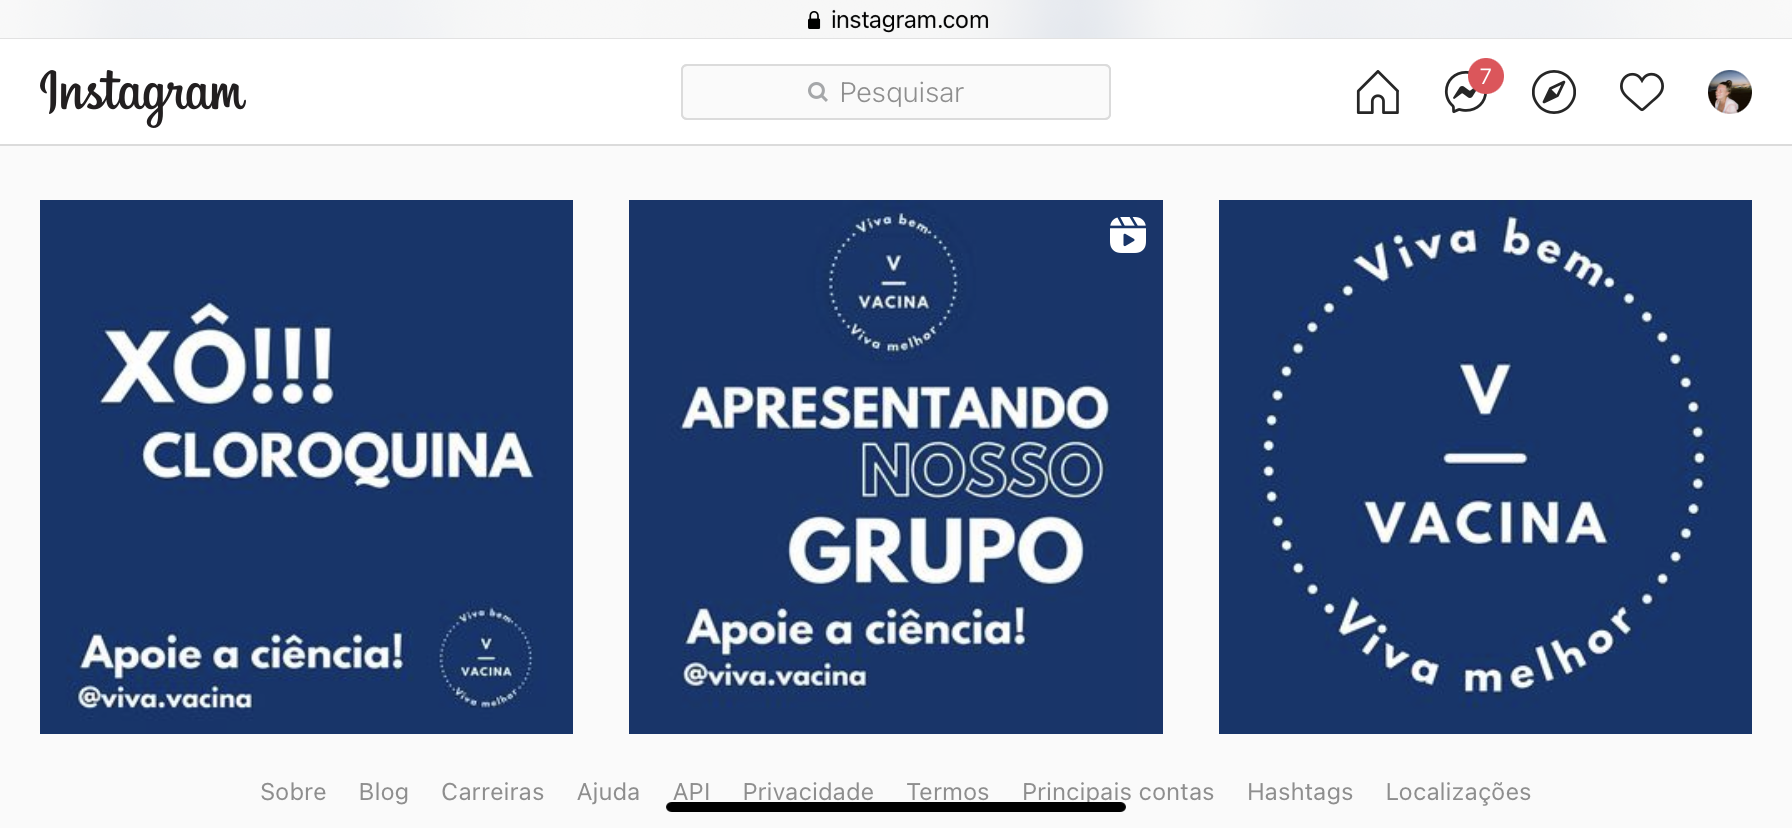 instagram.com
Instagram
Pesquisar
7
XÔ!!!
CLOROQUINA
Apoie a ciência!
@viva.vacina
Viva bem
V
VACINA
Viva melhor
Viva bem
V
VACINA
Viva melhor
APRESENTANDO
NOSSO
GRUPO
Apoie a ciência!
@viva.vacina
Viva bem
V
VACINA
Viva melhor
Sobre Blog Carreiras Ajuda API Privacidade Termos Principais contas Hashtags Localizações